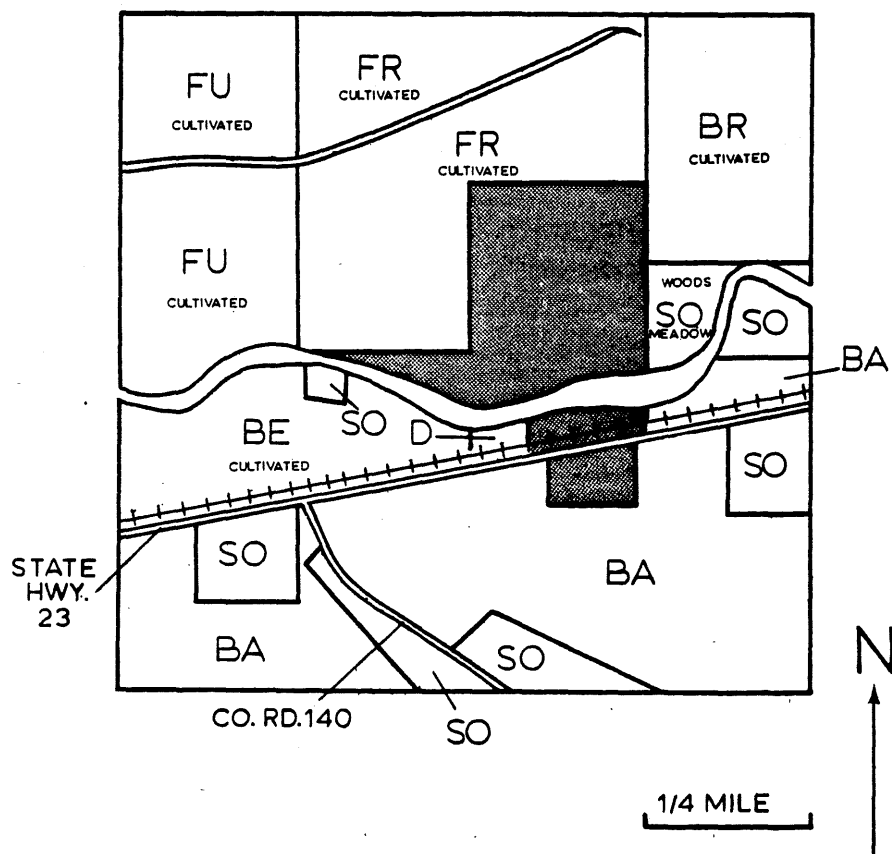 FU
CULTIVATED
FR
CULTIVATED
FR
CULTIVATED
BR
CULTIVATED
FU
CULTIVATED
WOODS
SO
MEADOW
SO
BA
SO
BE
CULTIVATED
D
SO
STATE
HWY.
23
SO
BA
BA
SO
CO. RD. 140
SO
N
1/4 MILE